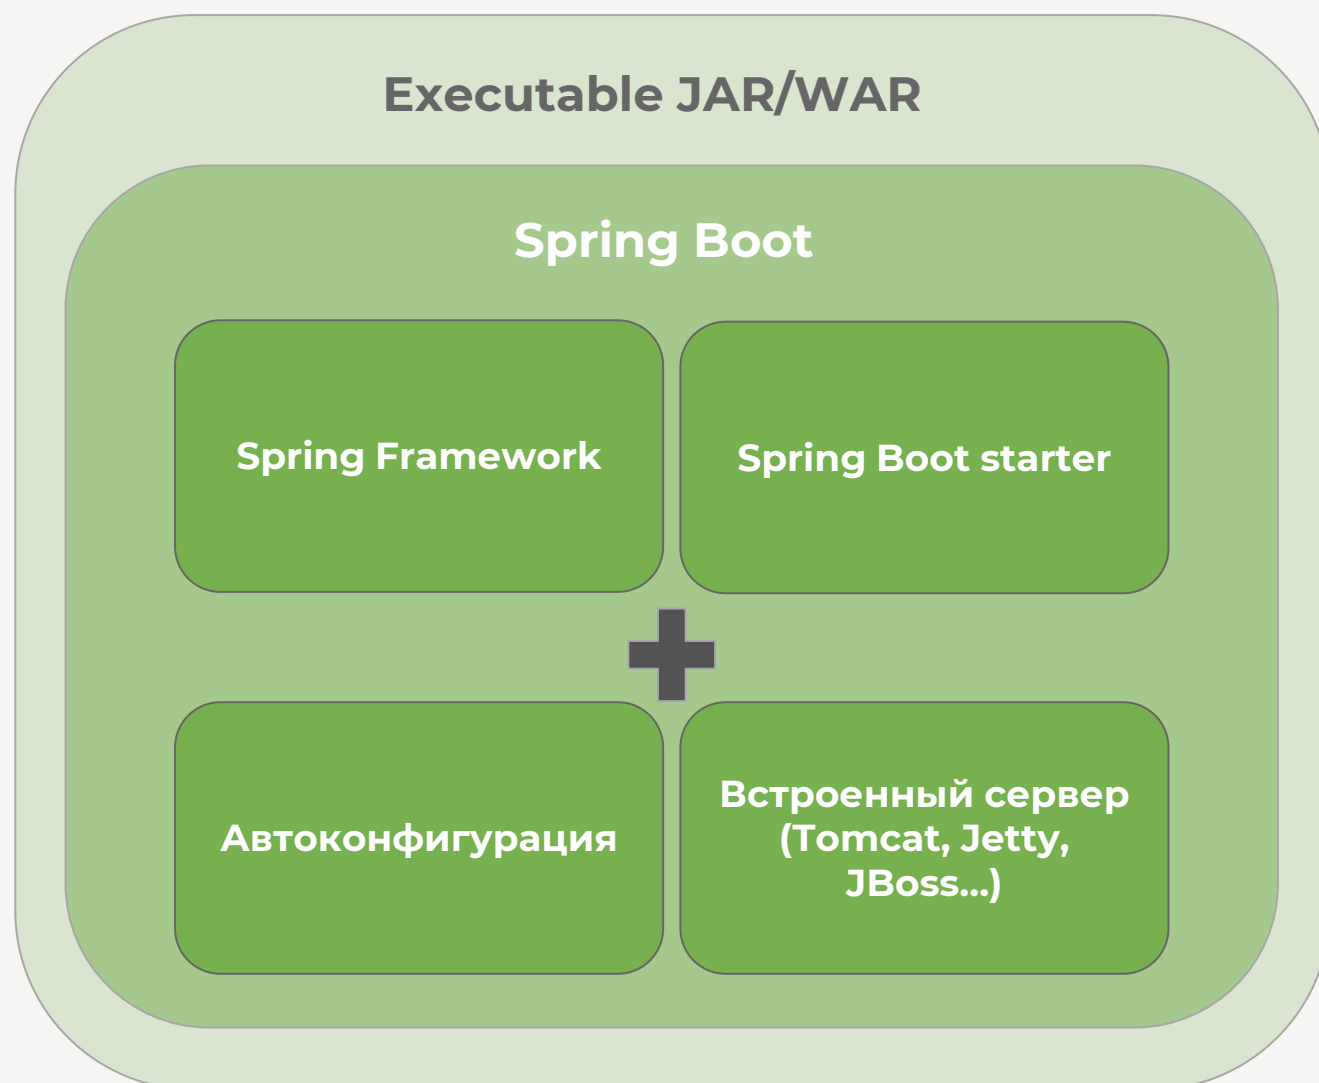 Executable JAR/WAR
Spring Boot
Spring Framework
Spring Boot starter
Автоконфигурация
Встроенный сервер
(Tomcat, Jetty,
JBoss...)